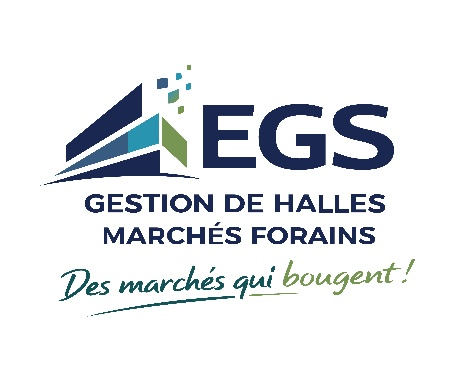 EGS
GESTION DE HALLES
MARCHÉS FORAINS
Des marchés qui bougent !